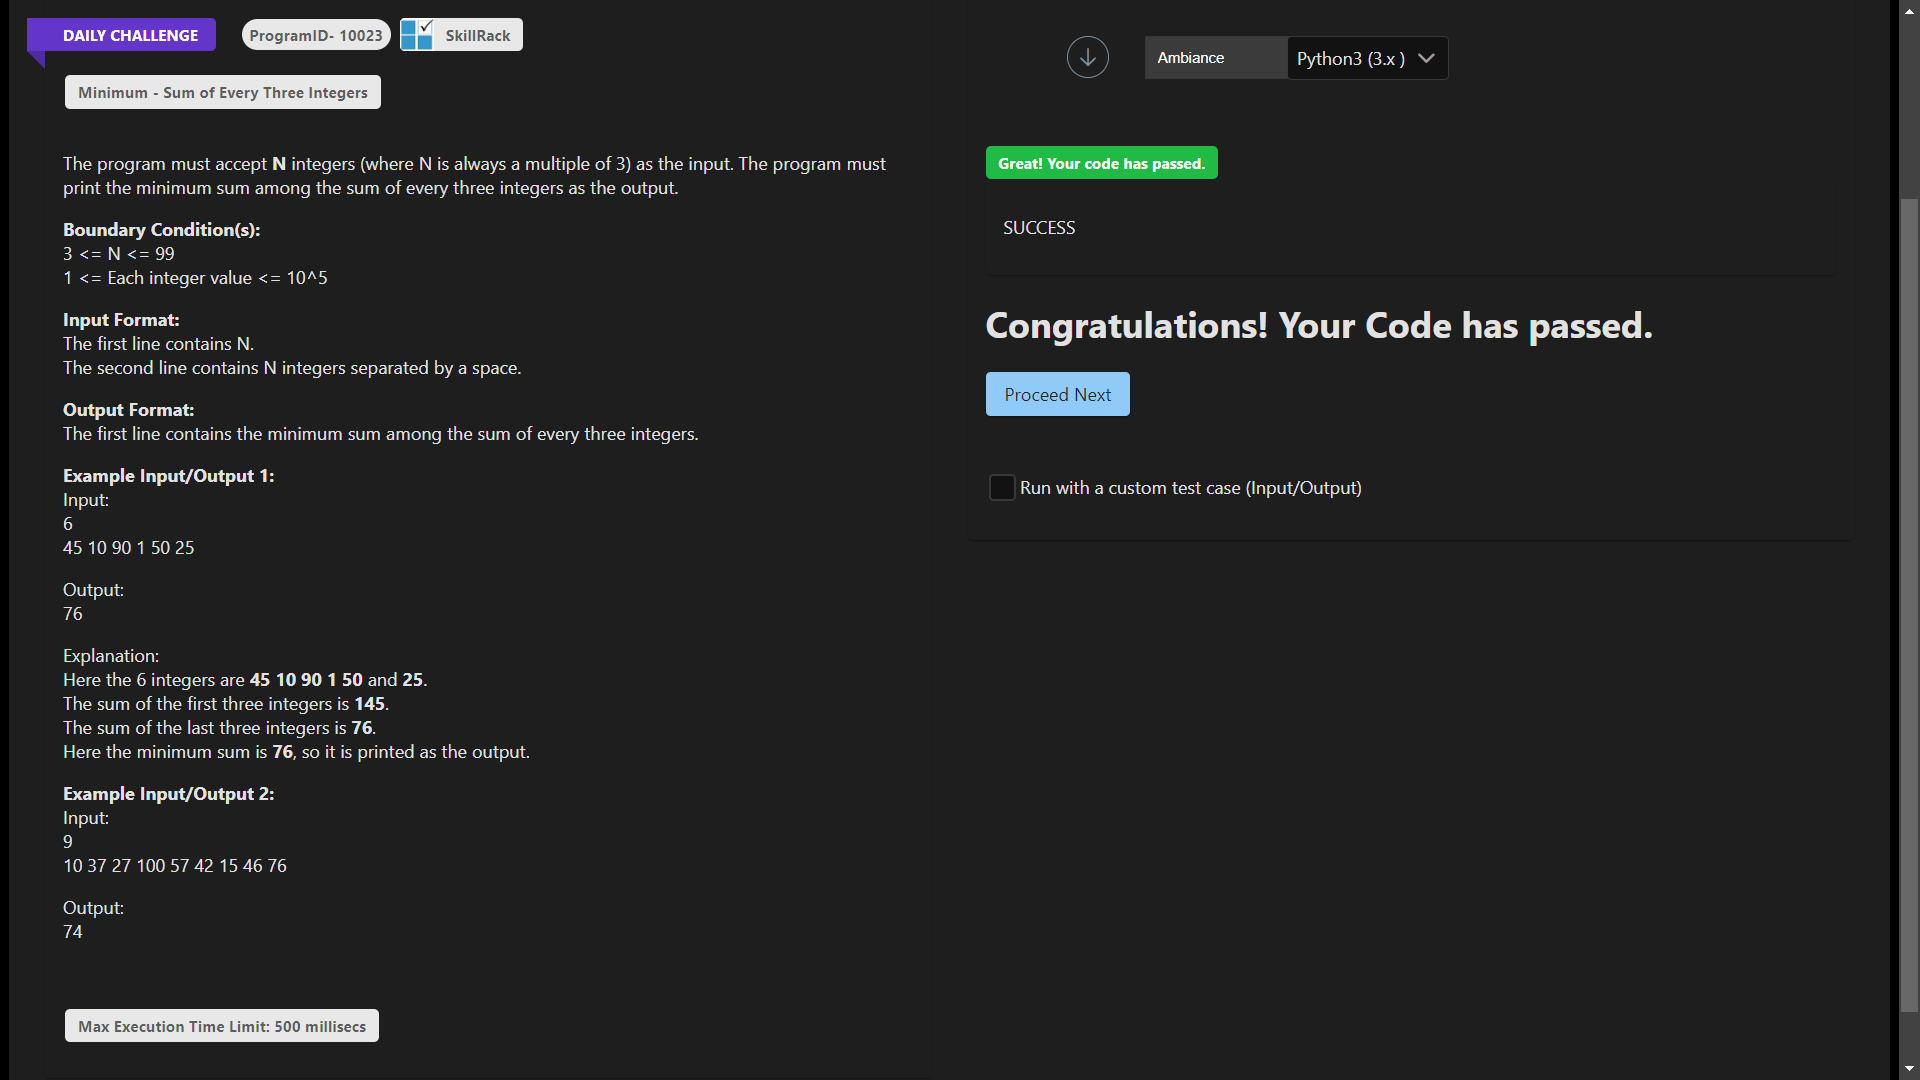 DAILY CHALLENGE
ProgramID- 10023
SkillRack
Minimum - Sum of Every Three Integers
The program must accept N integers (where N is always a multiple of 3) as the input. The program must
print the minimum sum among the sum of every three integers as the output.
Boundary Condition(s):
3 <= N <= 99
1 <= Each integer value <= 10^5
Input Format:
The first line contains N.
The second line contains N integers separated by a space.
Output Format:
The first line contains the minimum sum among the sum of every three integers.
Example Input/Output 1:
Input:
6
45 10 90 1 50 25
Output:
76
Explanation:
Here the 6 integers are 45 10 90 1 50 and 25.
The sum of the first three integers is 145.
The sum of the last three integers is 76.
Here the minimum sum is 76, so it is printed as the output.
Example Input/Output 2:
Input:
9
10 37 27 100 57 42 15 46 76
Output:
74
Max Execution Time Limit: 500 millisecs
Ambiance
Python3 (3.x )
Great! Your code has passed.
SUCCESS
Congratulations! Your Code has passed.
Proceed Next
Run with a custom test case (Input/Output)